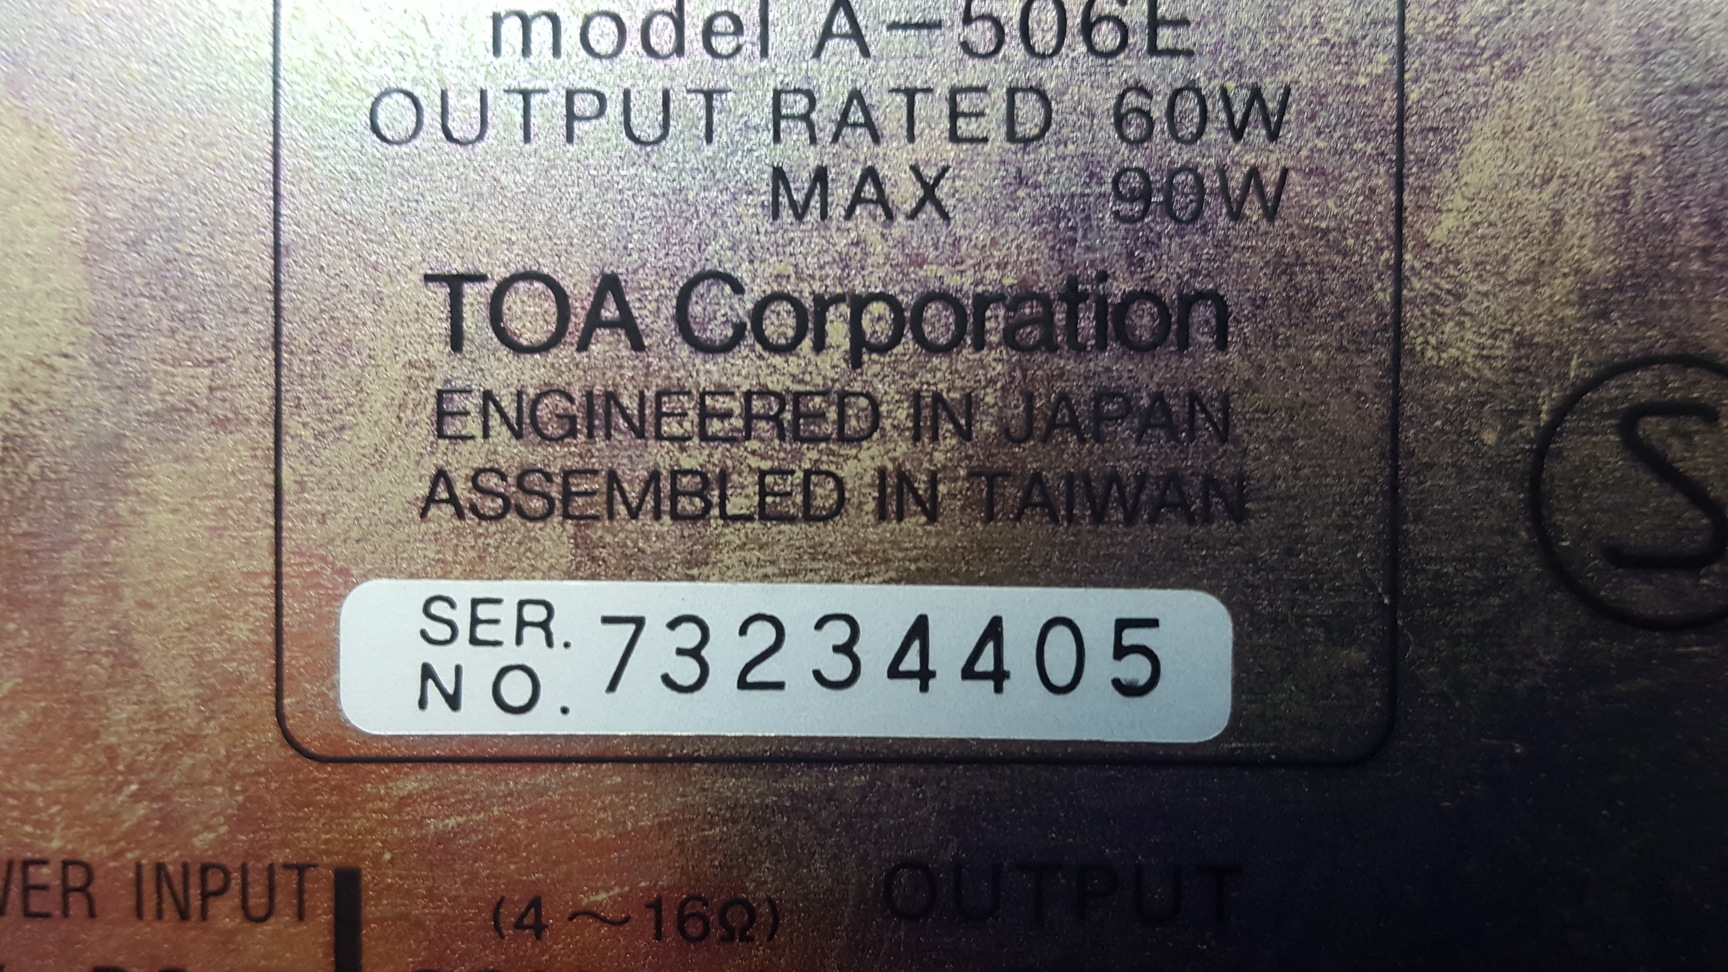 model A-506E
OUTPUT RATED 60W
MAX 90W
TOA Corporation
ENGINEERED IN JAPAN
ASSEMBLED IN TAIWAN
S
SER. NO. 73234405
INPUT
(4～16Ω)
OUTPUT